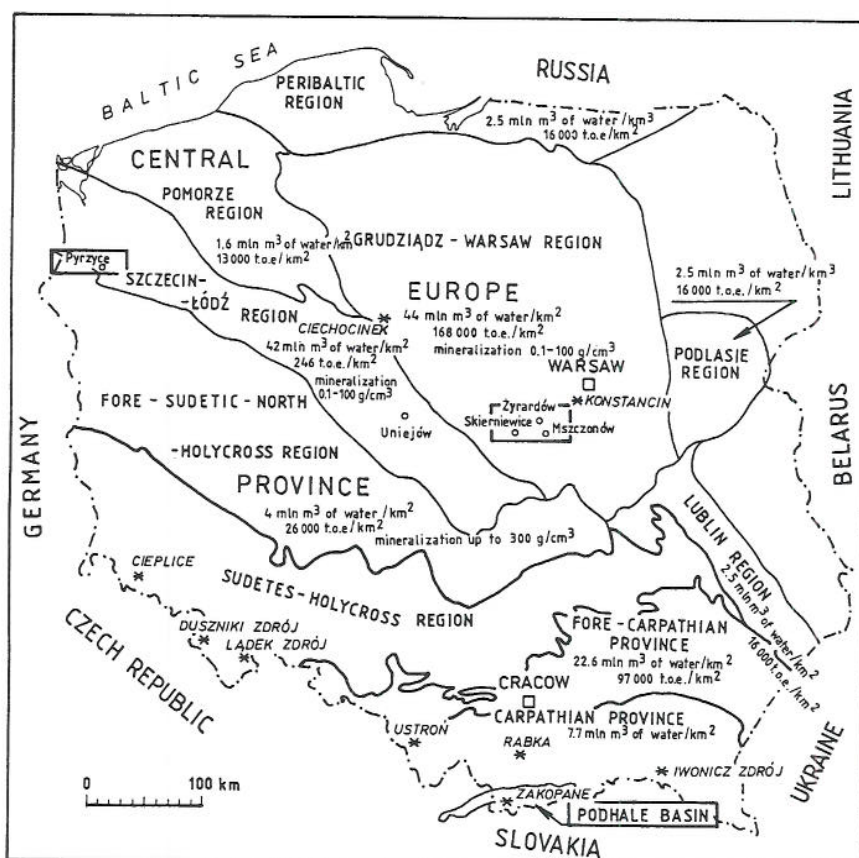 BALTIC SEA
RUSSIA
LITHUANIA
PERIBALTIC
REGION
2.5 mln m³ of water/km³
16 000 t.o.e/km²
CENTRAL
POMORZE
REGION
1,6 mln m³ of water/km²
13 000 t.o.e/km²
GRUDZIĄDZ - WARSAW REGION
Pyrzyce
SZCZECIN-
-ŁÓDŹ
REGION
2.5 mln m³ of water/km³
16 000 t.o.e./km²
EUROPE
CIECHOCINEK
44 mln m³ of water/km²
168 000 t.o.e./km²
mineralization 0.1-100 g/cm³
42 mln m³ of water/km²
246 t.o.e./km²
mineralization
0.1-100 g/cm³
WARSAW
KONSTANCIN
PODLASIE
REGION
Żyrardów
Skierniewice
Mszczonów
Uniejów
FORE - SUDETIC - NORTH
-HOLYCROSS REGION
GERMANY
BELARUS
PROVINCE
4 mln m³ of water /km²
26 000 t.o.e/km²
mineralization up to 300 g/cm³
LUBLIN REGION
2.5 mln m³ of water/km²
16 000 t.o.e./km²
CIEPLICE
SUDETES-HOLYCROSS REGION
DUSZNIKI ZDRÓJ
LĄDEK ZDRÓJ
CZECH REPUBLIC
FORE-CARPATHIAN
PROVINCE
22.6 mln m³ of water/km²
97 000 t.o.e./km²
CRACOW
CARPATHIAN PROVINCE
7.7 mln m³ of water/km²
USTROŃ
RABKA
IWONICZ ZDRÓJ
UKRAINE
0 100 km
ZAKOPANE
PODHALE BASIN
SLOVAKIA